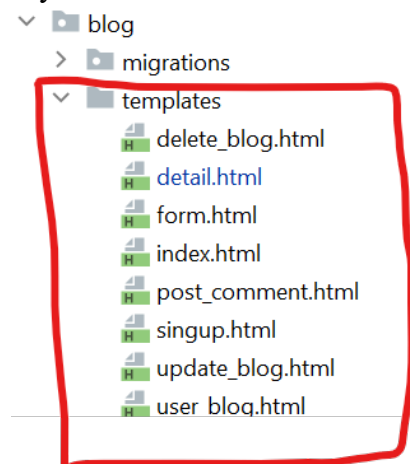 blog
migrations
templates
delete_blog.html
detail.html
form.html
index.html
post_comment.html
singup.html
update_blog.html
user_blog.html